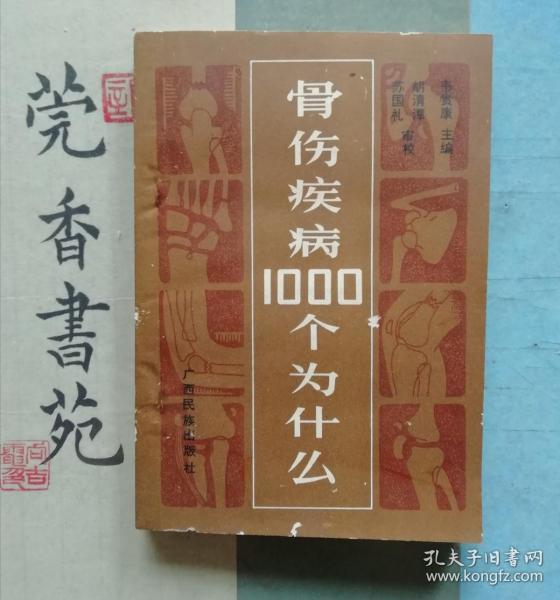 莞香書苑
骨伤疾病1000个为什么
韦贵康 主编
胡清潭
苏国礼 审校
广西民族出版社
孔夫子旧书网
www.kongfz.com